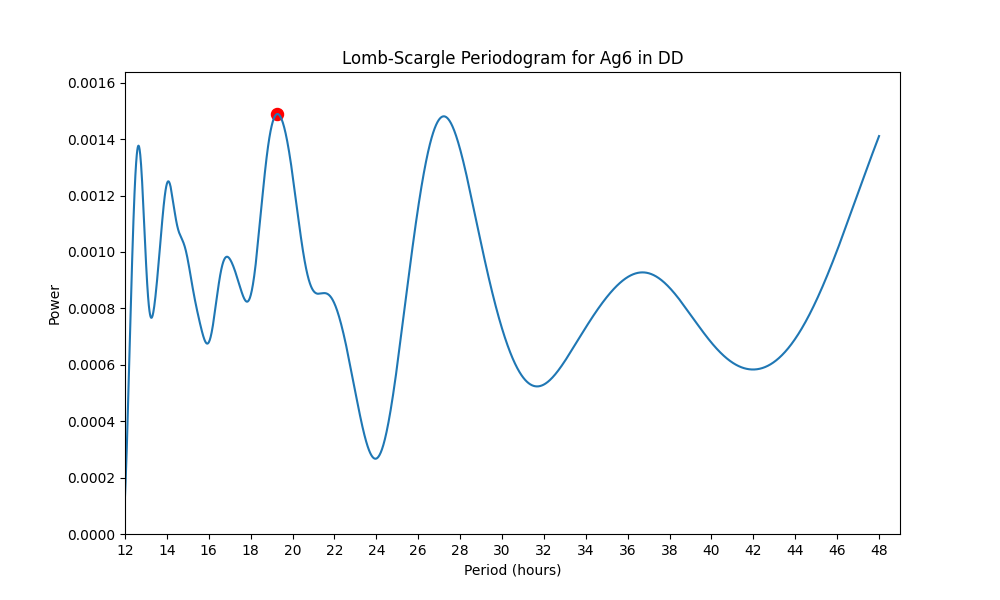 Lomb-Scargle Periodogram for Ag6 in DD
Power
0.0016
0.0014
0.0012
0.0010
0.0008
0.0006
0.0004
0.0002
0.0000
12 14 16 18 20 22 24 26 28 30 32 34 36 38 40 42 44 46 48
Period (hours)